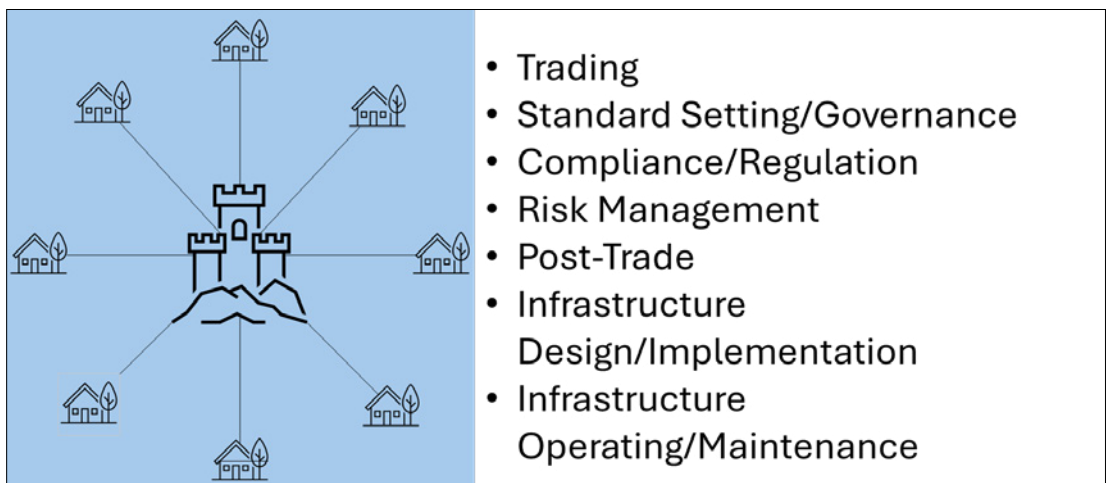 • Trading
• Standard Setting/Governance
• Compliance/Regulation
• Risk Management
• Post-Trade
• Infrastructure
Design/Implementation
• Infrastructure
Operating/Maintenance